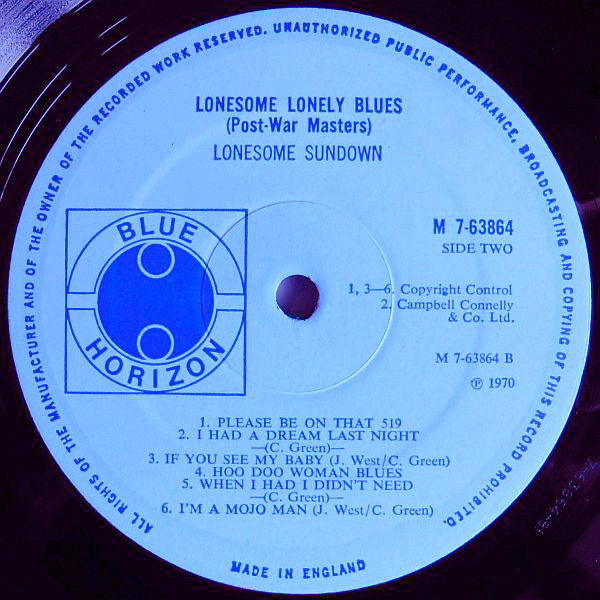 ALL RIGHTS OF THE MANUFACTURER AND OF THE OWNER OF THE RECORDED WORK RESERVED. UNAUTHORIZED PUBLIC PERFORMANCE, BROADCASTING AND COPYING OF THIS RECORD PROHIBITED.
LONESOME LONELY BLUES
(Post-War Masters)
LONESOME SUNDOWN
BLUE
HORIZON
M 7-63864
SIDE TWO
1, 3—6. Copyright Control
2. Campbell Connelly
& Co. Ltd.
M 7-63864 B
℗ 1970
1. PLEASE BE ON THAT 519
2. I HAD A DREAM LAST NIGHT
—(C. Green)—
3. IF YOU SEE MY BABY (J. West/C. Green)
4. HOO DOO WOMAN BLUES
5. WHEN I HAD I DIDN'T NEED
—(C. Green)—
6. I'M A MOJO MAN (J. West/C. Green)
MADE IN ENGLAND